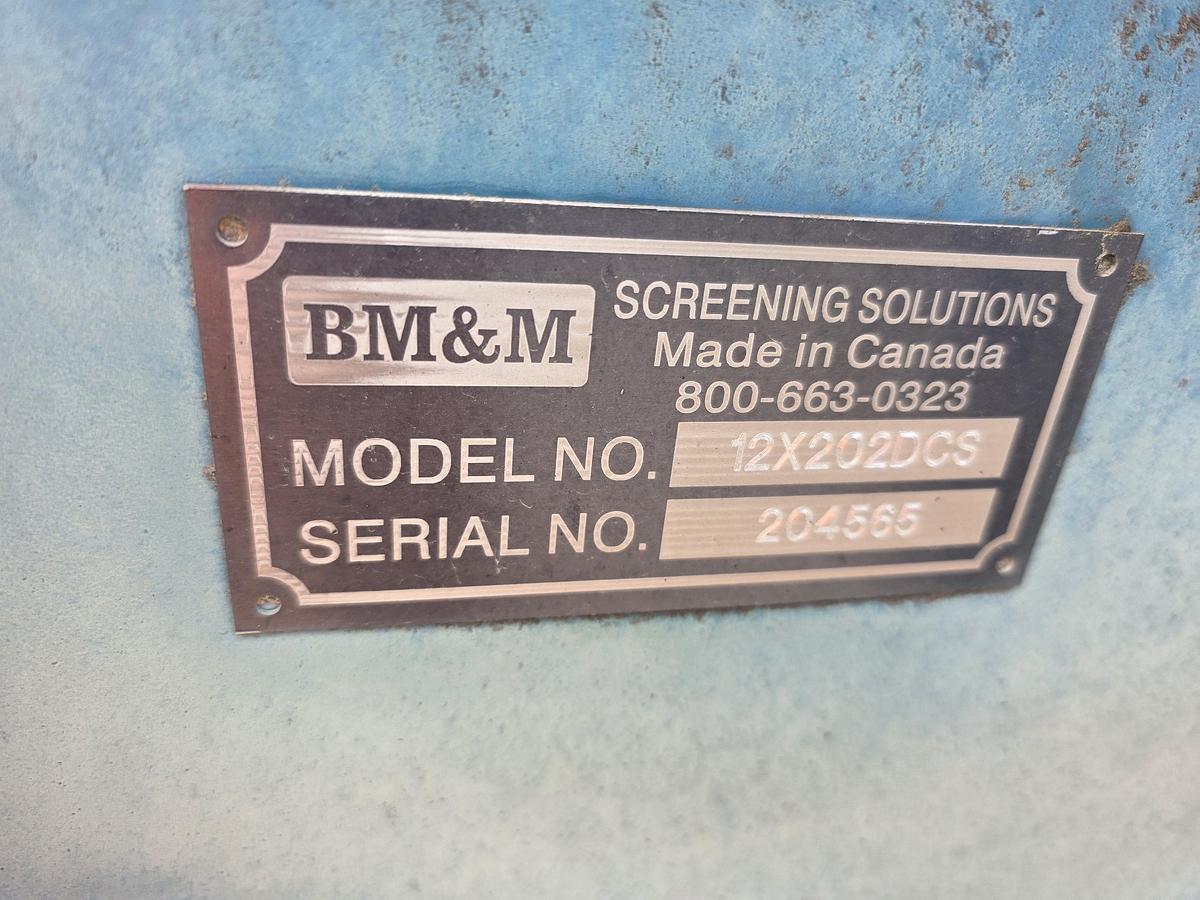 BM&M
SCREENING SOLUTIONS
Made in Canada
800-663-0323
MODEL NO. 12X202DCS
SERIAL NO. 204565